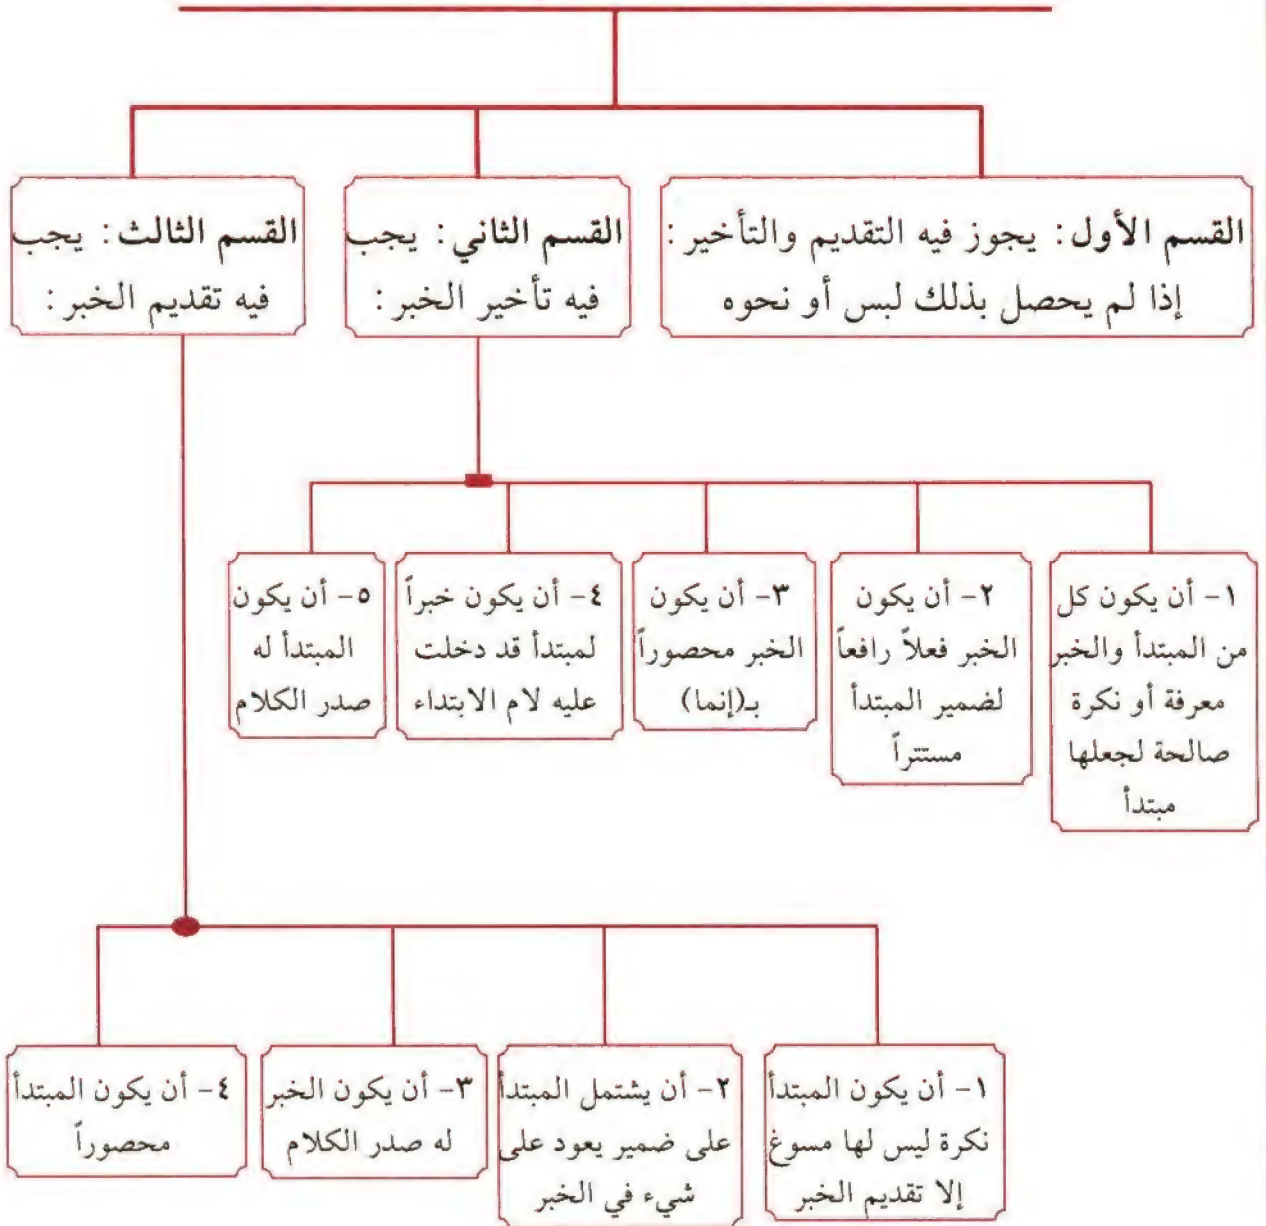 القسم الأول : يجوز فيه التقديم والتأخير :
إذا لم يحصل بذلك لبس أو نحوه
القسم الثاني : يجب
فيه تأخير الخبر :
القسم الثالث : يجب
فيه تقديم الخبر :
١- أن يكون كل
من المبتدأ والخبر
معرفة أو نكرة
صالحة لجعلها
مبتدأ
٢- أن يكون
الخبر فعلاً رافعاً
لضمير المبتدأ
مستتراً
٣- أن يكون
الخبر محصوراً
بـ(إنما)
٤- أن يكون خبراً
لمبتدأ قد دخلت
عليه لام الابتداء
٥- أن يكون
المبتدأ له
صدر الكلام
١- أن يكون المبتدأ
نكرة ليس لها مسوغ
إلا تقديم الخبر
٢- أن يشتمل المبتدأ
على ضمير يعود على
شيء في الخبر
٣- أن يكون الخبر
له صدر الكلام
٤- أن يكون المبتدأ
محصوراً